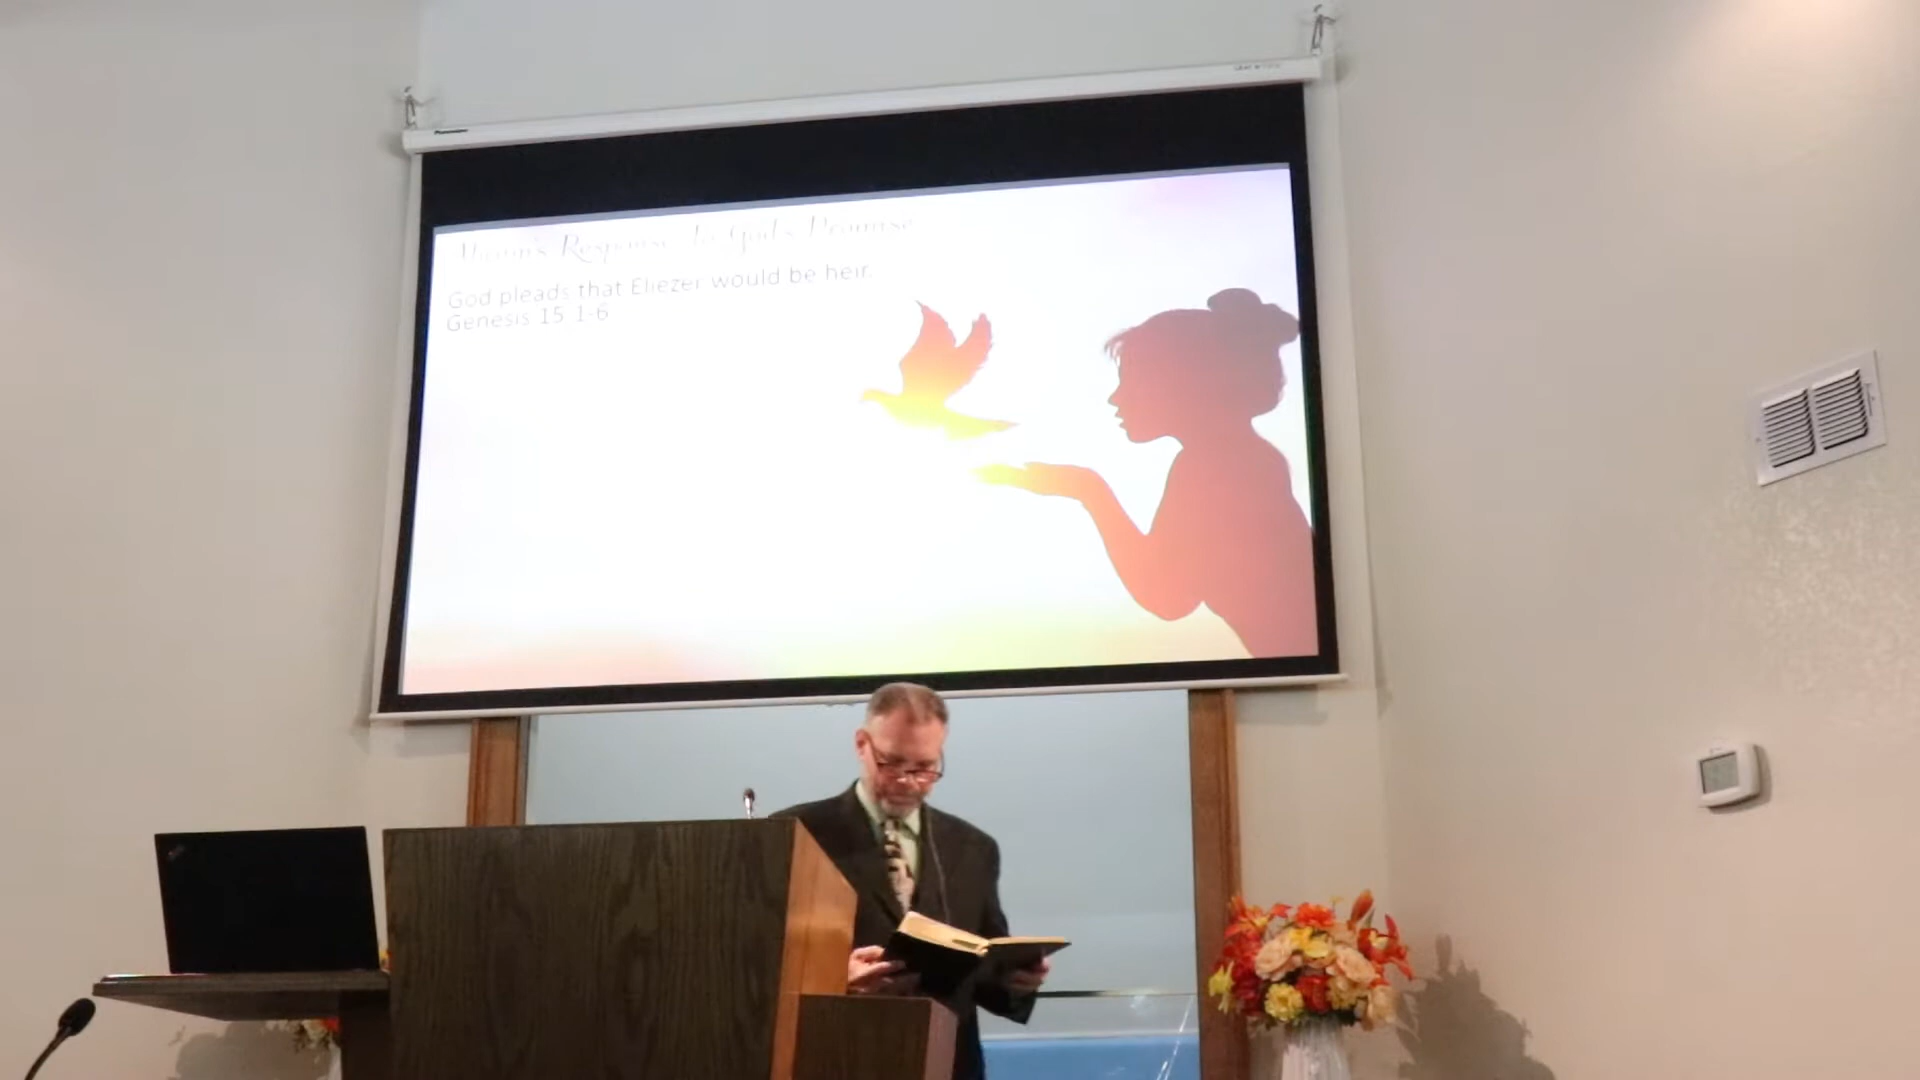 Abram's Response To God's Promise
God pleads that Eliezer would be heir.
Genesis 15 1-6